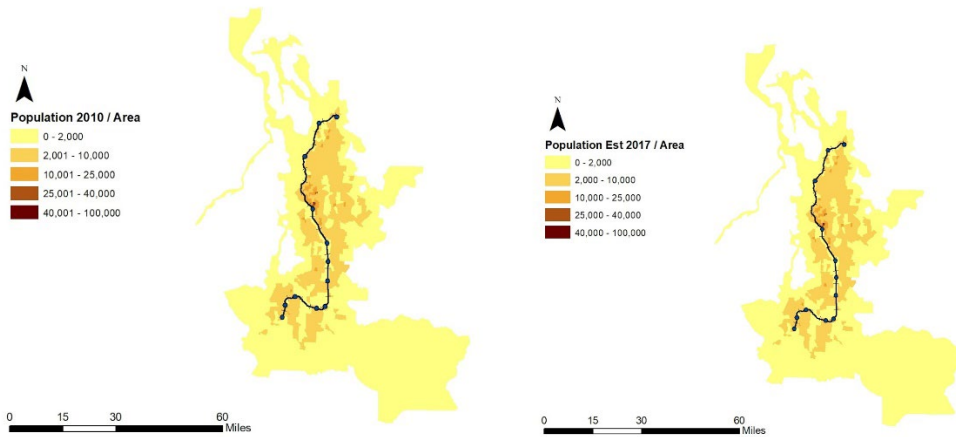 N
Population 2010 / Area
0 - 2,000
2,001 - 10,000
10,001 - 25,000
25,001 - 40,000
40,001 - 100,000
0 15 30 60
Miles
N
Population Est 2017 / Area
0 - 2,000
2,000 - 10,000
10,000 - 25,000
25,000 - 40,000
40,000 - 100,000
0 15 30 60
Miles